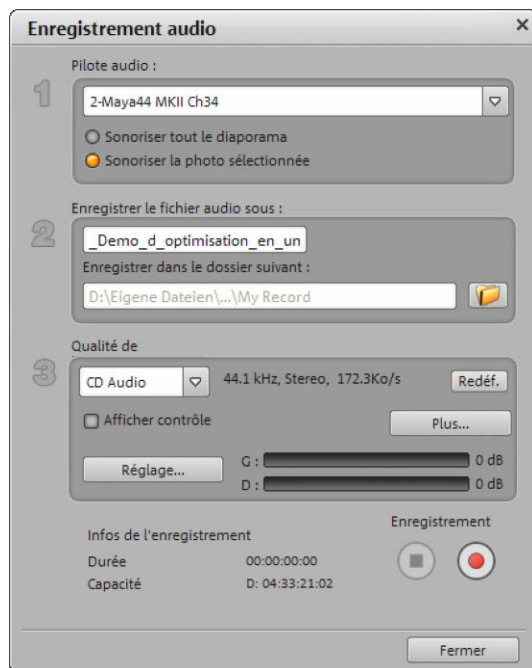 Enregistrement audio
1
Pilote audio :
2-Maya44 MKII Ch34
Sonoriser tout le diaporama
Sonoriser la photo sélectionnée
2
Enregistrer le fichier audio sous :
_Demo_d_optimisation_en_un
Enregistrer dans le dossier suivant :
D:\Eigene Dateien\...\My Record
3
Qualité de
CD Audio 44.1 kHz, Stereo, 172.3Ko/s Redéf.
Afficher contrôle
Plus...
Réglage...
G : 0 dB
D : 0 dB
Enregistrement
Infos de l'enregistrement
Durée 00:00:00:00
Capacité D: 04:33:21:02
Fermer